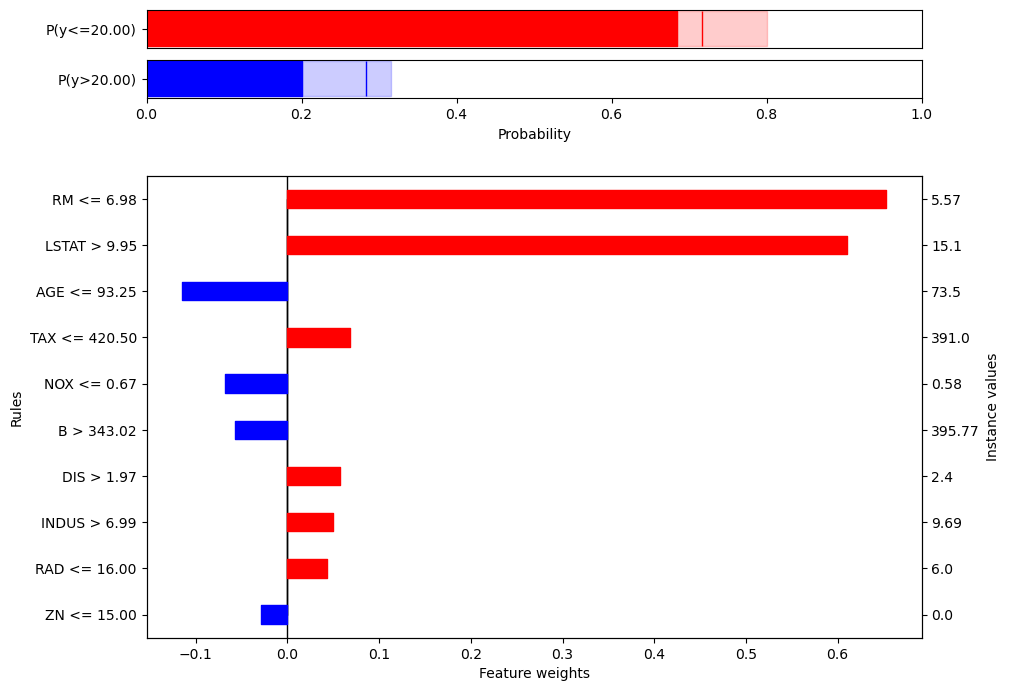 P(y<=20.00)
P(y>20.00)
0.0 0.2 0.4 0.6 0.8 1.0
Probability
RM <= 6.98 5.57
LSTAT > 9.95 15.1
AGE <= 93.25 73.5
TAX <= 420.50 391.0
NOX <= 0.67 0.58
B > 343.02 395.77
DIS > 1.97 2.4
INDUS > 6.99 9.69
RAD <= 16.00 6.0
ZN <= 15.00 0.0
Rules
Instance values
−0.1 0.0 0.1 0.2 0.3 0.4 0.5 0.6
Feature weights